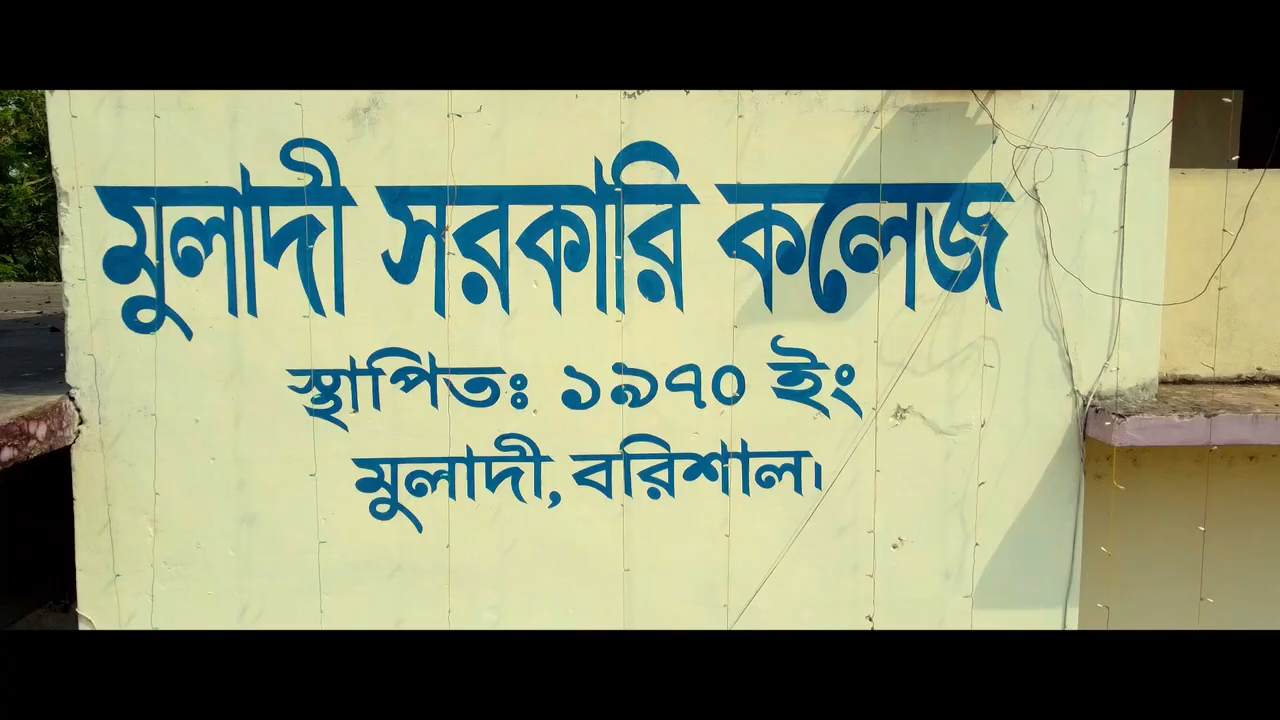 মুলাদী সরকারি কলেজ
স্থাপিতঃ ১৯৭০ ইং
মুলাদী, বরিশাল।